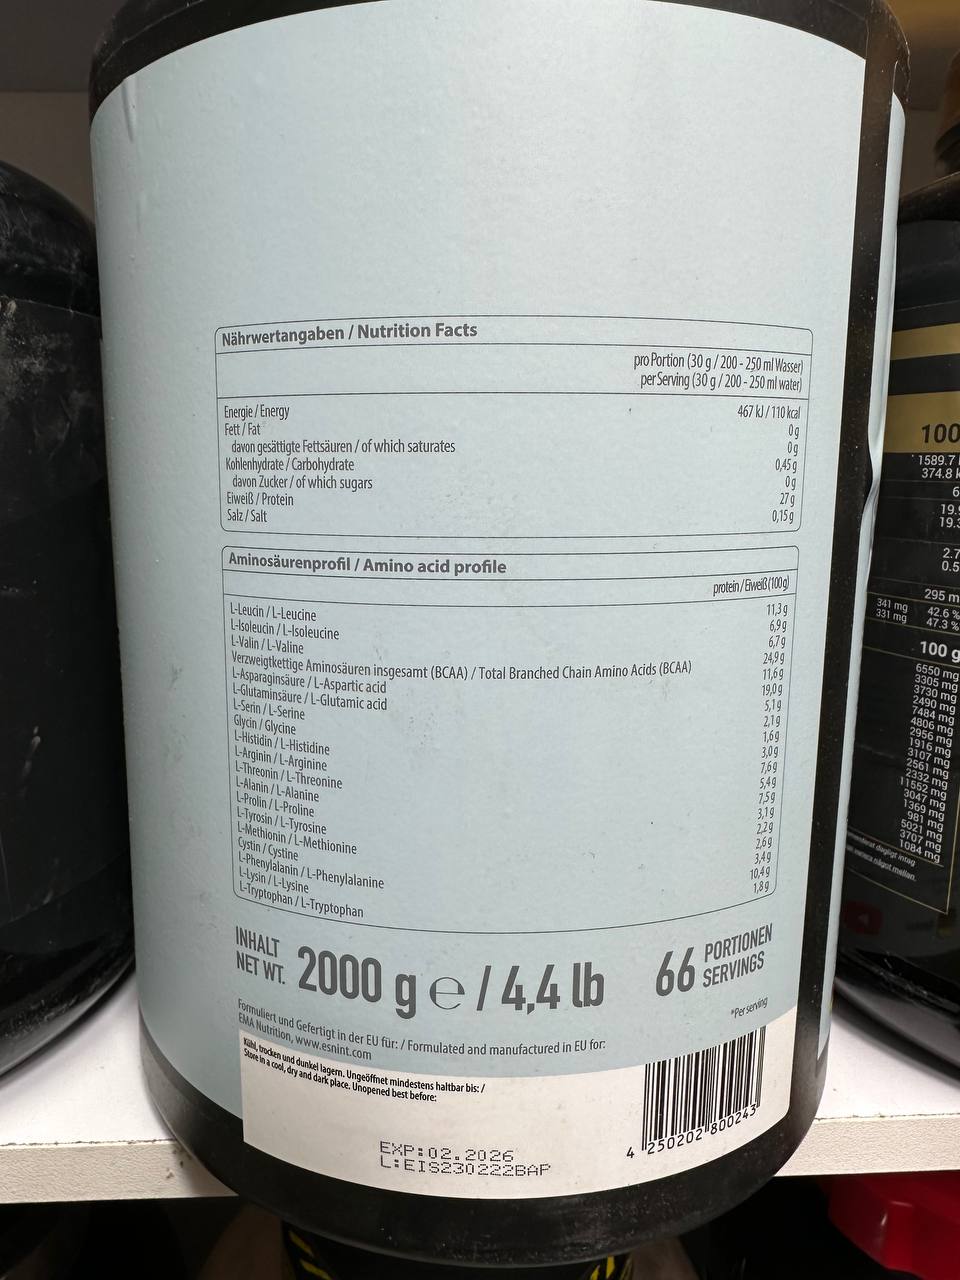 Nährwertangaben / Nutrition Facts
pro Portion (30 g / 200 - 250 ml Wasser)
per Serving (30 g / 200 - 250 ml water)
Energie / Energy 467 kJ / 110 kcal
Fett / Fat 0 g
davon gesättigte Fettsäuren / of which saturates 0 g
Kohlenhydrate / Carbohydrate 0,45 g
davon Zucker / of which sugars 0 g
Eiweiß / Protein 27 g
Salz / Salt 0,15 g
Aminosäurenprofil / Amino acid profile
protein / Eiweiß (100g)
L-Leucin / L-Leucine 11,3 g
L-Isoleucin / L-Isoleucine 6,9 g
L-Valin / L-Valine 6,7 g
Verzweigtkettige Aminosäuren insgesamt (BCAA) / Total Branched Chain Amino Acids (BCAA) 24,9 g
L-Asparaginsäure / L-Aspartic acid 11,6 g
L-Glutaminsäure / L-Glutamic acid 19,0 g
L-Serin / L-Serine 5,1 g
Glycin / Glycine 2,1 g
L-Histidin / L-Histidine 1,6 g
L-Arginin / L-Arginine 3,0 g
L-Threonin / L-Threonine 7,6 g
L-Alanin / L-Alanine 5,4 g
L-Prolin / L-Proline 7,5 g
L-Tyrosin / L-Tyrosine 3,1 g
L-Methionin / L-Methionine 2,2 g
Cystin / Cystine 2,6 g
L-Phenylalanin / L-Phenylalanine 3,4 g
L-Lysin / L-Lysine 10,4 g
L-Tryptophan / L-Tryptophan 1,8 g
INHALT
NET WT. 2000 g e / 4,4 lb
66 PORTIONEN
SERVINGS
*Per serving
Formuliert und Gefertigt in der EU für: / Formulated and manufactured in EU for:
EMA Nutrition, www.esnint.com
Kühl, trocken und dunkel lagern. Ungeöffnet mindestens haltbar bis: /
Store in a cool, dry and dark place. Unopened best before:
EXP:02.2026
L:EIS230222BAP
4 250202 800243
100
1589.7
374.8
6
19.
19.
2.7
0.5
295 m
341 mg 42.6 %
331 mg 47.3 %
100 g
6550 mg
3305 mg
3730 mg
2490 mg
7484 mg
4806 mg
2956 mg
1916 mg
3107 mg
2561 mg
2332 mg
11552 mg
3047 mg
1369 mg
981 mg
5021 mg
3707 mg
1084 mg
dagligt intag
något mellan.